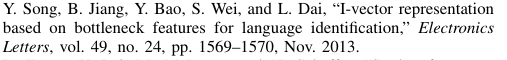 Y. Song, B. Jiang, Y. Bao, S. Wei, and L. Dai, “I-vector representation
based on bottleneck features for language identification,” Electronics
Letters, vol. 49, no. 24, pp. 1569–1570, Nov. 2013.